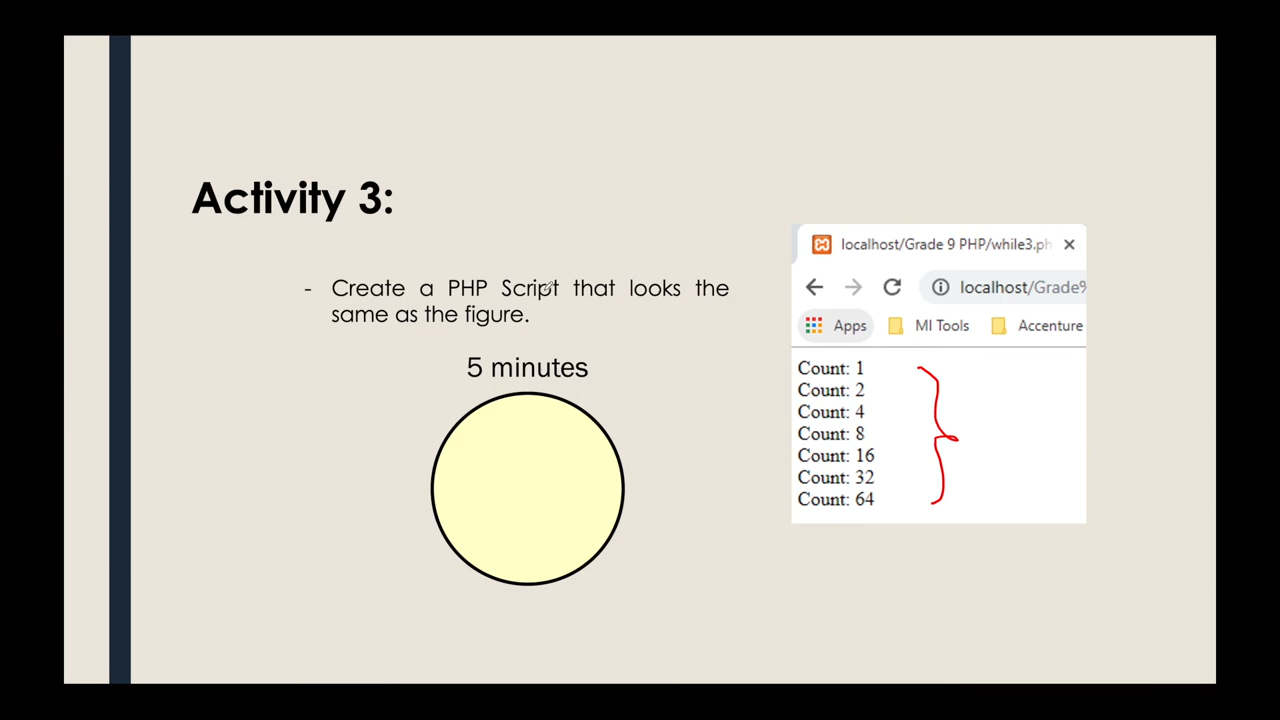 Activity 3:
- Create a PHP Script that looks the
same as the figure.
5 minutes
localhost/Grade 9 PHP/while3.ph
localhost/Grade9
Apps MI Tools Accenture
Count: 1
Count: 2
Count: 4
Count: 8
Count: 16
Count: 32
Count: 64